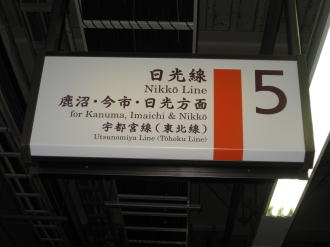 日光線
Nikkō Line
鹿沼・今市・日光方面
for Kanuma, Imaichi & Nikkō
宇都宮線(東北線)
Utsunomiya Line (Tōhoku Line)
5